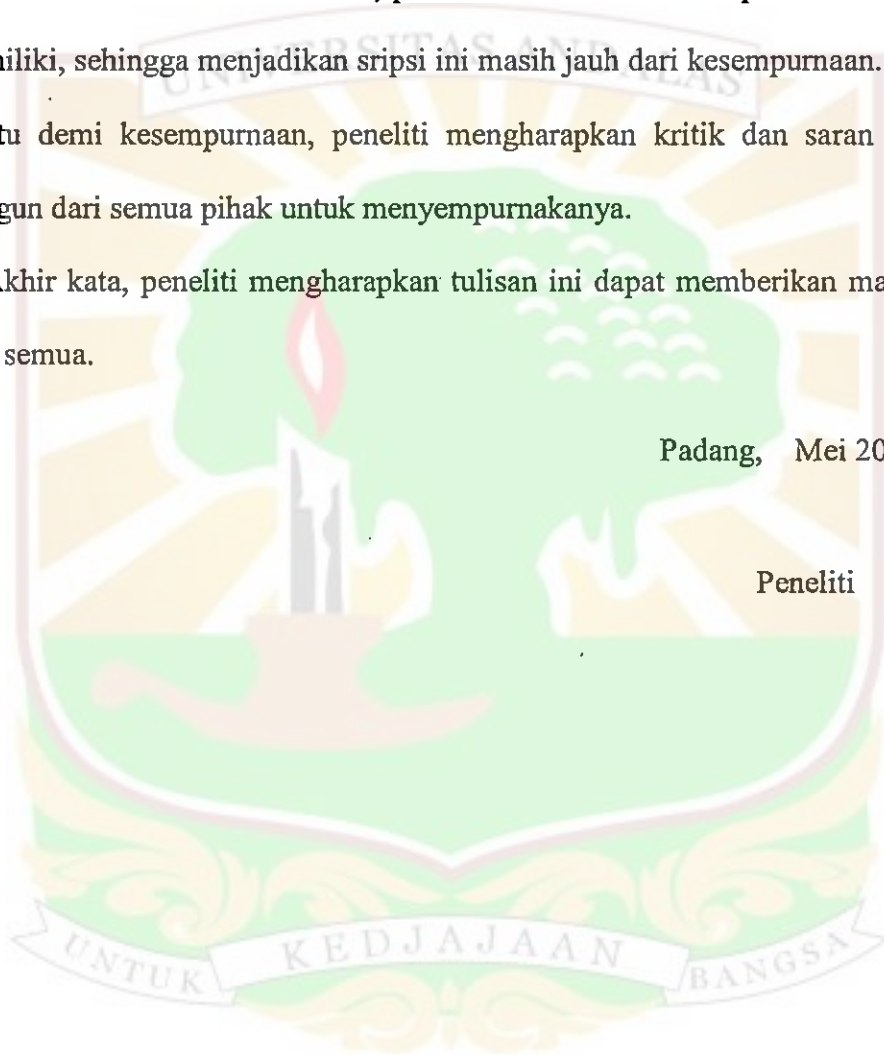 miliki, sehingga menjadikan sripsi ini masih jauh dari kesempurnaan.
UNIVERSITAS ANDALAS
tu demi kesempurnaan, peneliti mengharapkan kritik dan saran
gun dari semua pihak untuk menyempurnakanya.
Akhir kata, peneliti mengharapkan tulisan ini dapat memberikan ma
semua.
Padang, Mei 20
Peneliti
UNTUK KEDJAJAAN BANGSA